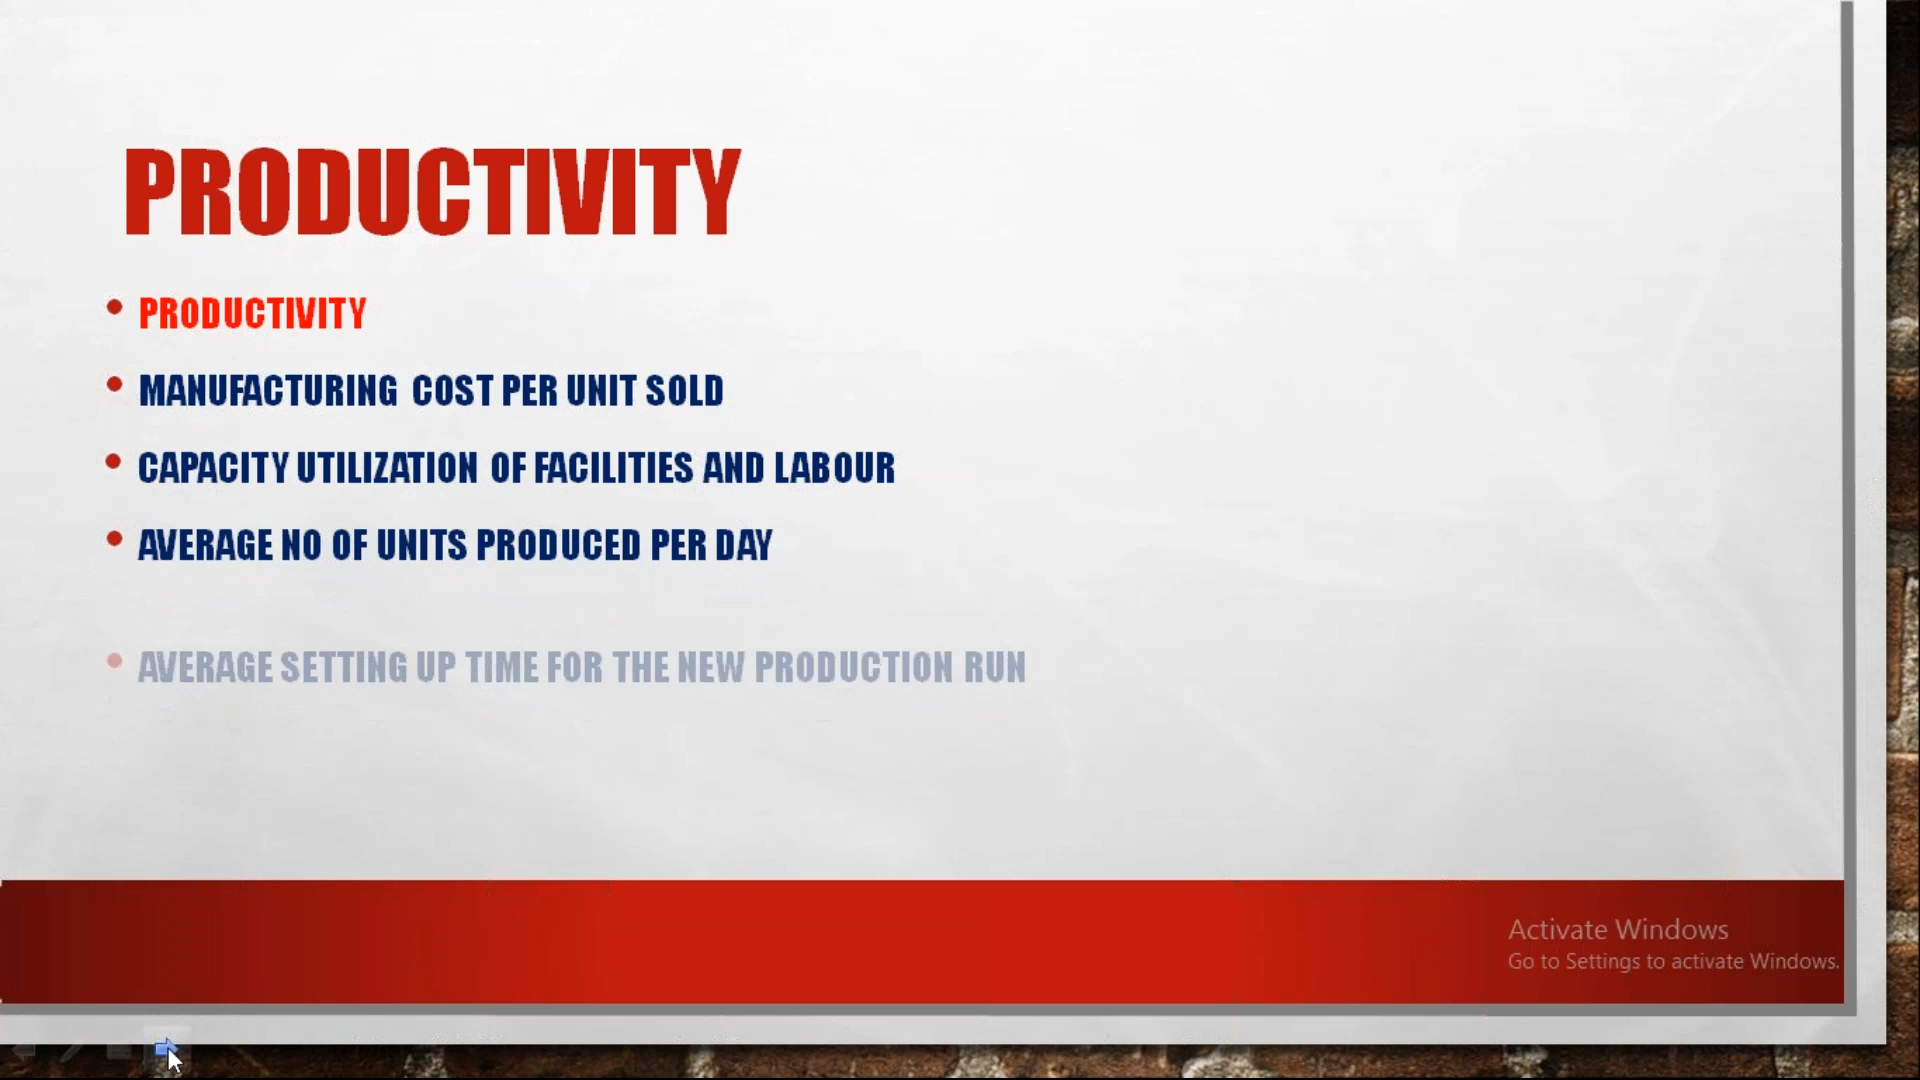 PRODUCTIVITY
• PRODUCTIVITY
• MANUFACTURING COST PER UNIT SOLD
• CAPACITY UTILIZATION OF FACILITIES AND LABOUR
• AVERAGE NO OF UNITS PRODUCED PER DAY
• AVERAGE SETTING UP TIME FOR THE NEW PRODUCTION RUN
Activate Windows
Go to Settings to activate Windows.